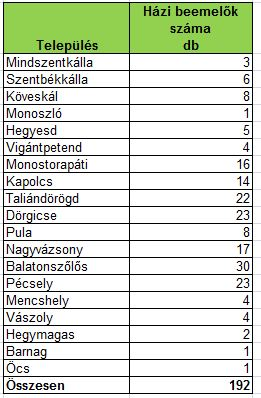 Település Házi beemelők száma db
Mindszentkálla 3
Szentbékkálla 6
Köveskál 8
Monoszló 1
Hegyesd 5
Vigántpetend 4
Monostorapáti 16
Kapolcs 14
Taliándörögd 22
Dörgicse 23
Pula 8
Nagyvázsony 17
Balatonszőlős 30
Pécsely 23
Mencshely 4
Vászoly 4
Hegymagas 2
Barnag 1
Öcs 1
Összesen 192